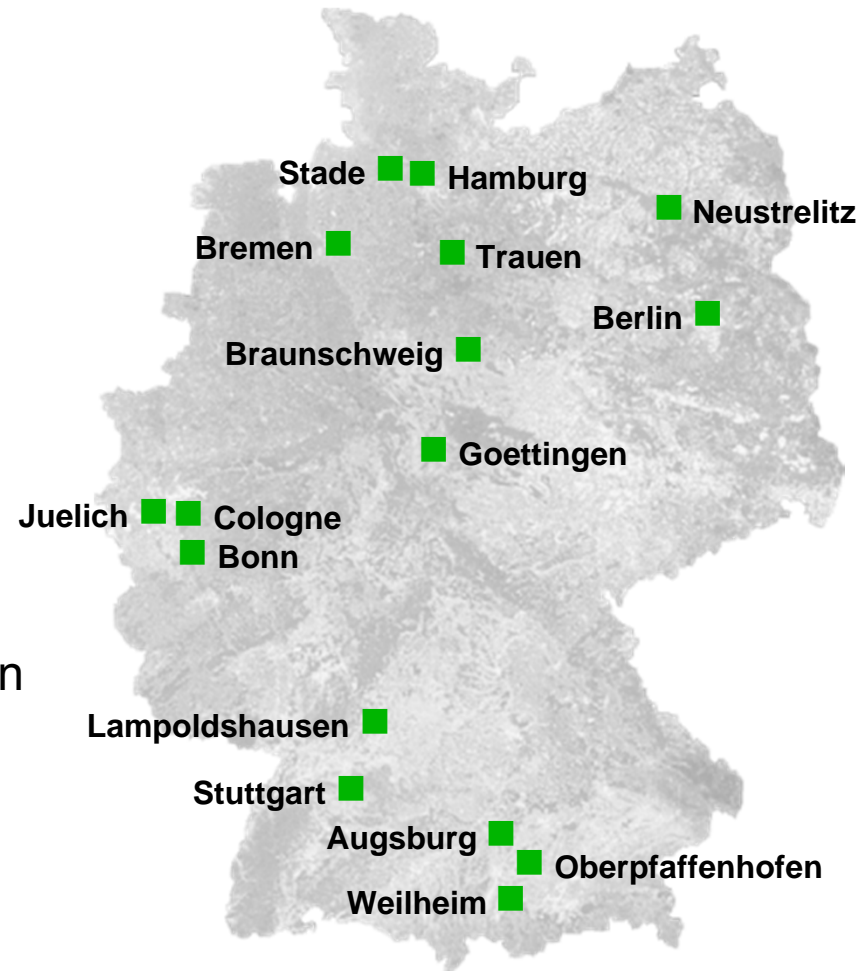 Stade
Hamburg
Neustrelitz
Bremen
Trauen
Berlin
Braunschweig
Goettingen
Juelich
Cologne
Bonn
n
Lampoldshausen
Stuttgart
Augsburg
Oberpfaffenhofen
Weilheim